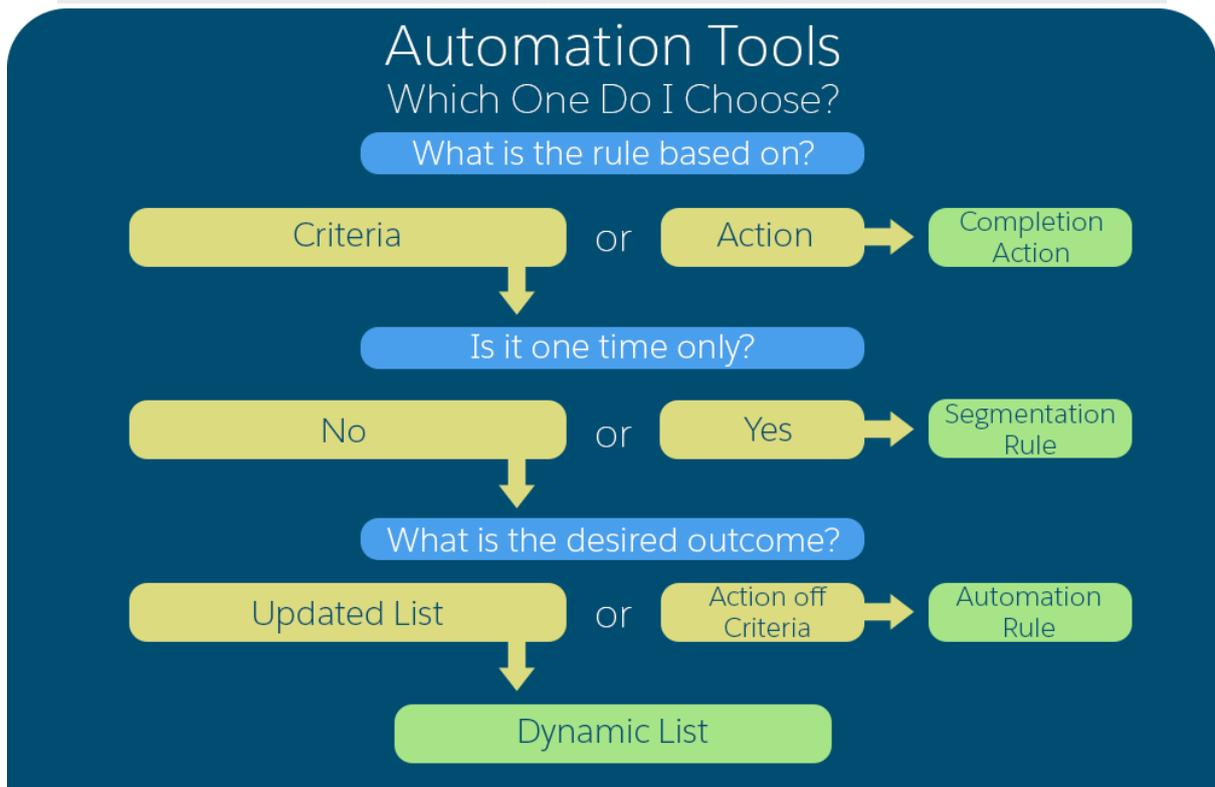 Automation Tools
Which One Do I Choose?
What is the rule based on?
Criteria
or
Action
Completion
Action
Is it one time only?
No
or
Yes
Segmentation
Rule
What is the desired outcome?
Updated List
or
Action off
Criteria
Automation
Rule
Dynamic List